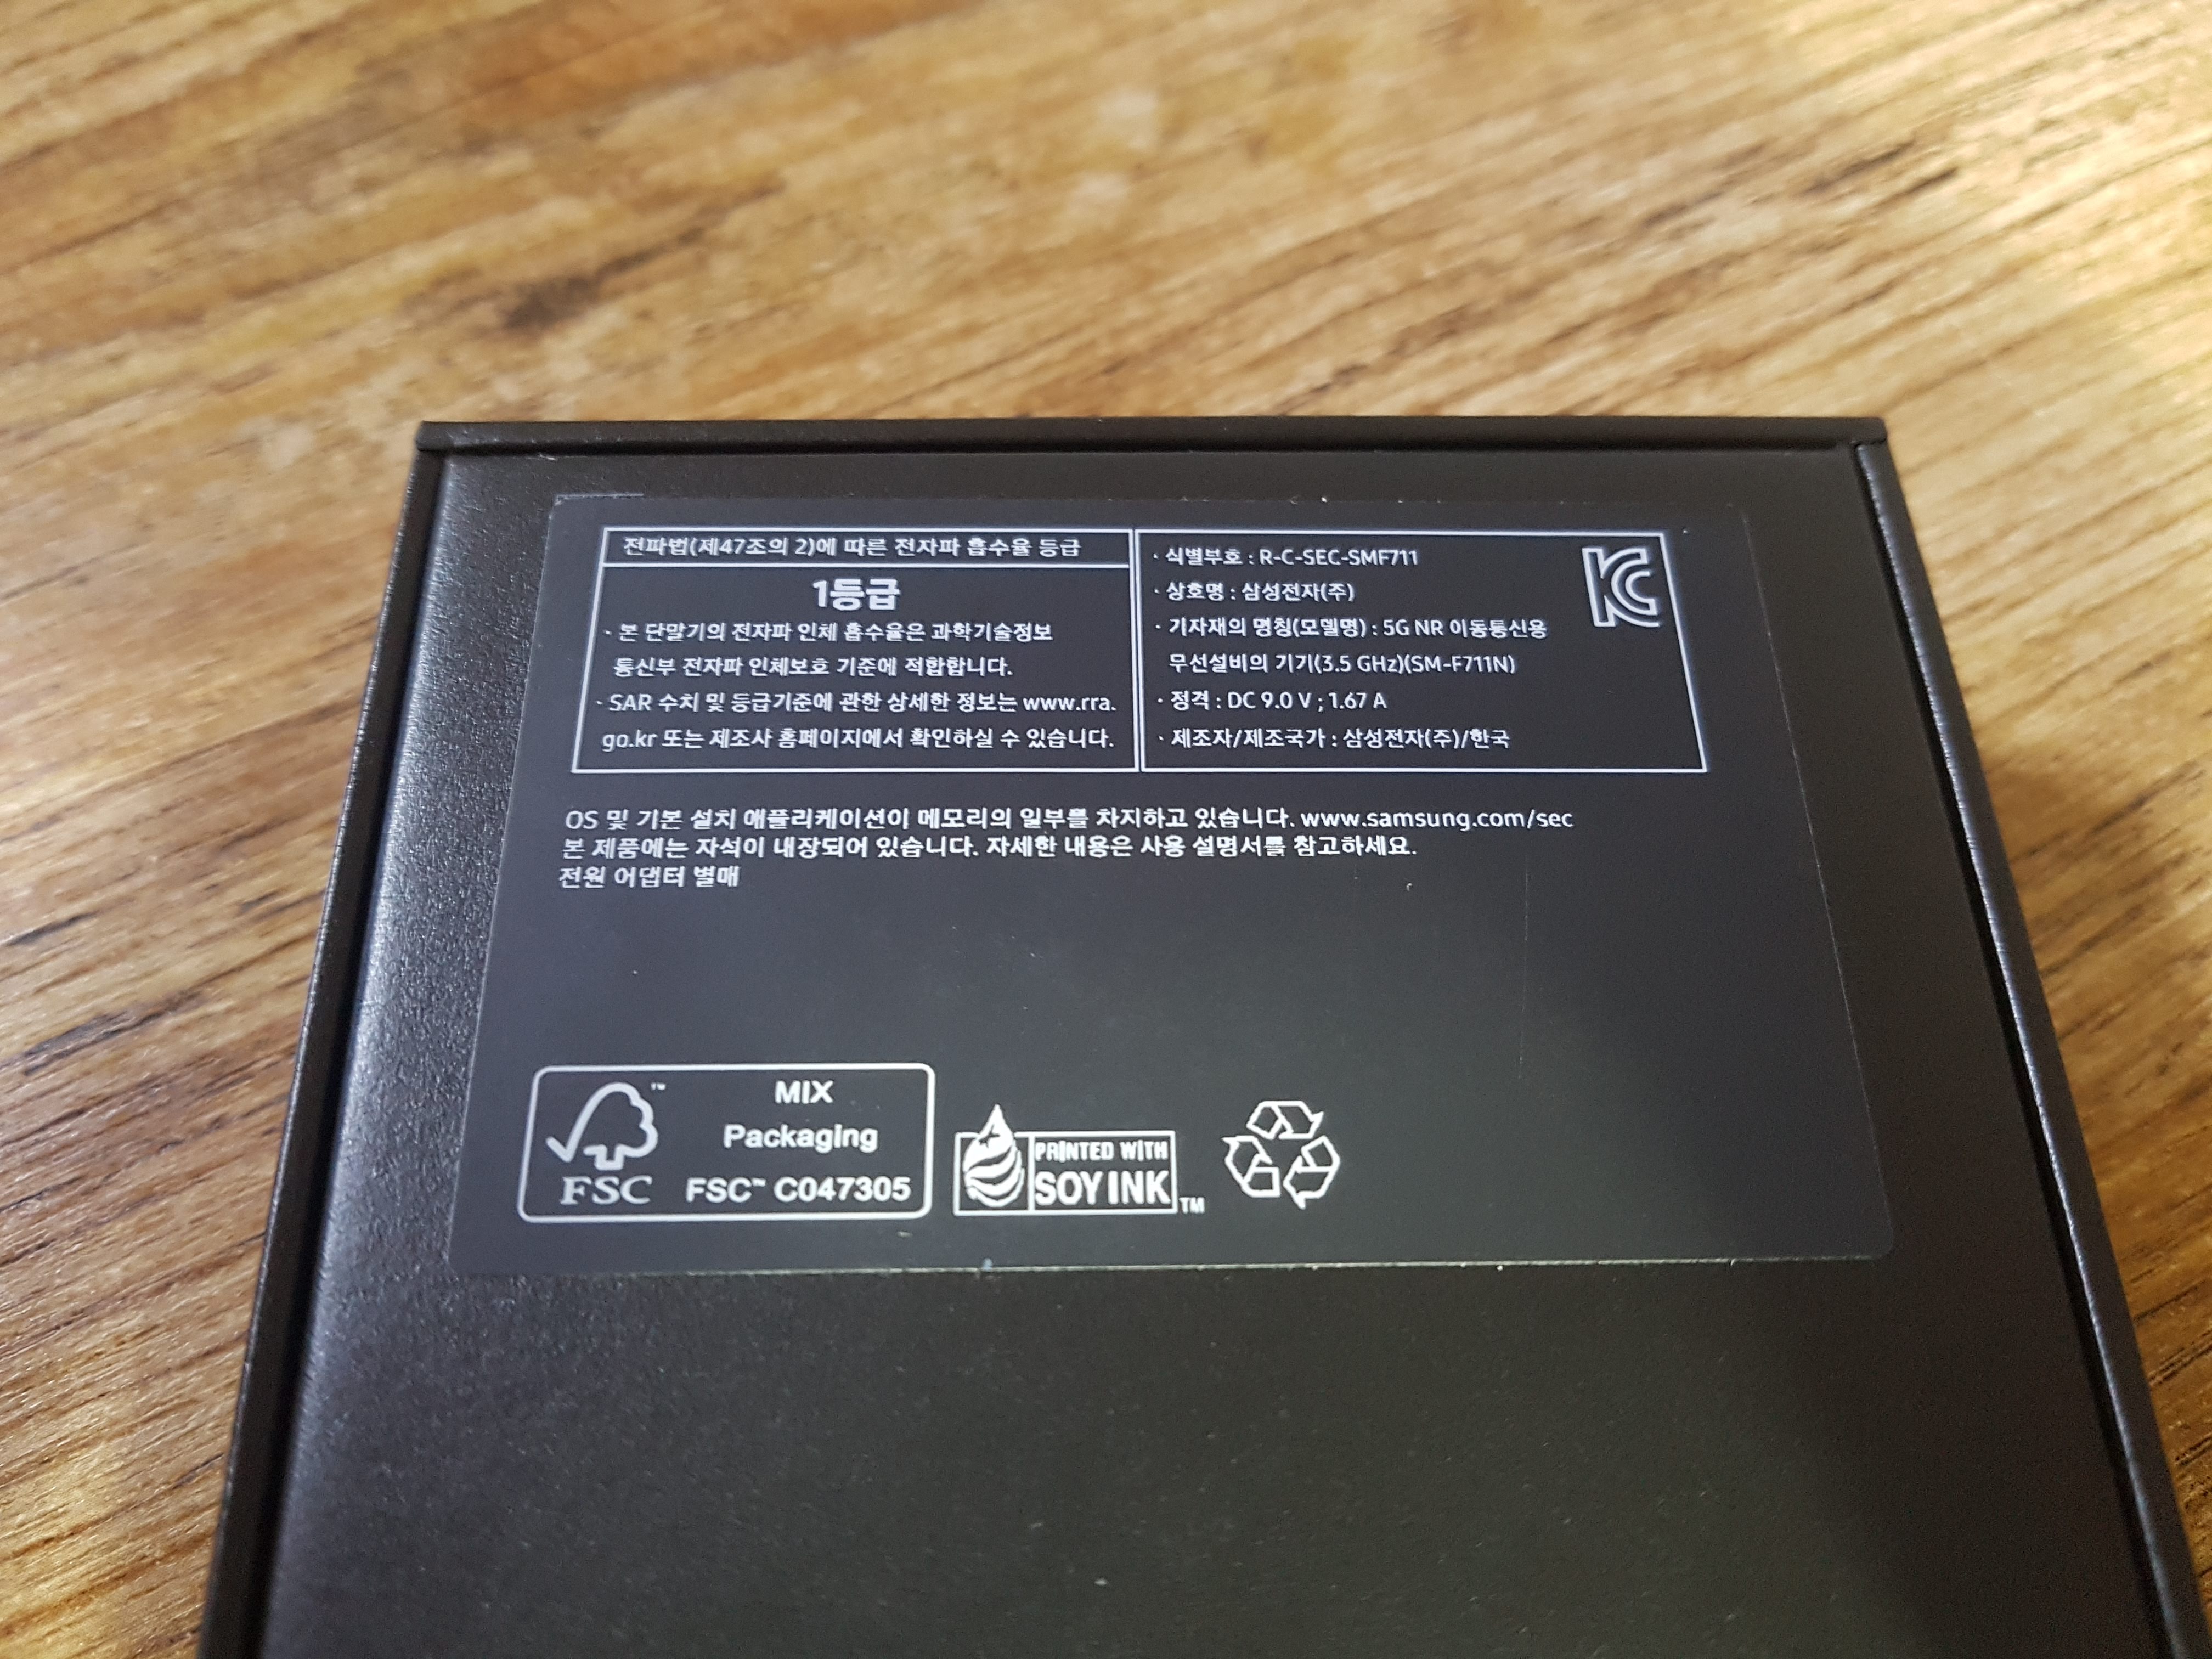 전파법(제47조의 2)에 따른 전자파 흡수율 등급
1등급
· 본 단말기의 전자파 인체 흡수율은 과학기술정보
통신부 전자파 인체보호 기준에 적합합니다.
· SAR 수치 및 등급기준에 관한 상세한 정보는 www.rra.
go.kr 또는 제조사 홈페이지에서 확인하실 수 있습니다.
· 식별부호 : R-C-SEC-SMF711
· 상호명 : 삼성전자(주)
· 기자재의 명칭(모델명) : 5G NR 이동통신용
무선설비의 기기(3.5 GHz)(SM-F711N)
· 정격 : DC 9.0 V ; 1.67 A
· 제조자/제조국가 : 삼성전자(주)/한국
KC
OS 및 기본 설치 애플리케이션이 메모리의 일부를 차지하고 있습니다. www.samsung.com/sec
본 제품에는 자석이 내장되어 있습니다. 자세한 내용은 사용 설명서를 참고하세요.
전원 어댑터 별매
™
FSC
MIX
Packaging
FSC™ C047305
PRINTED WITH
SOY INK TM